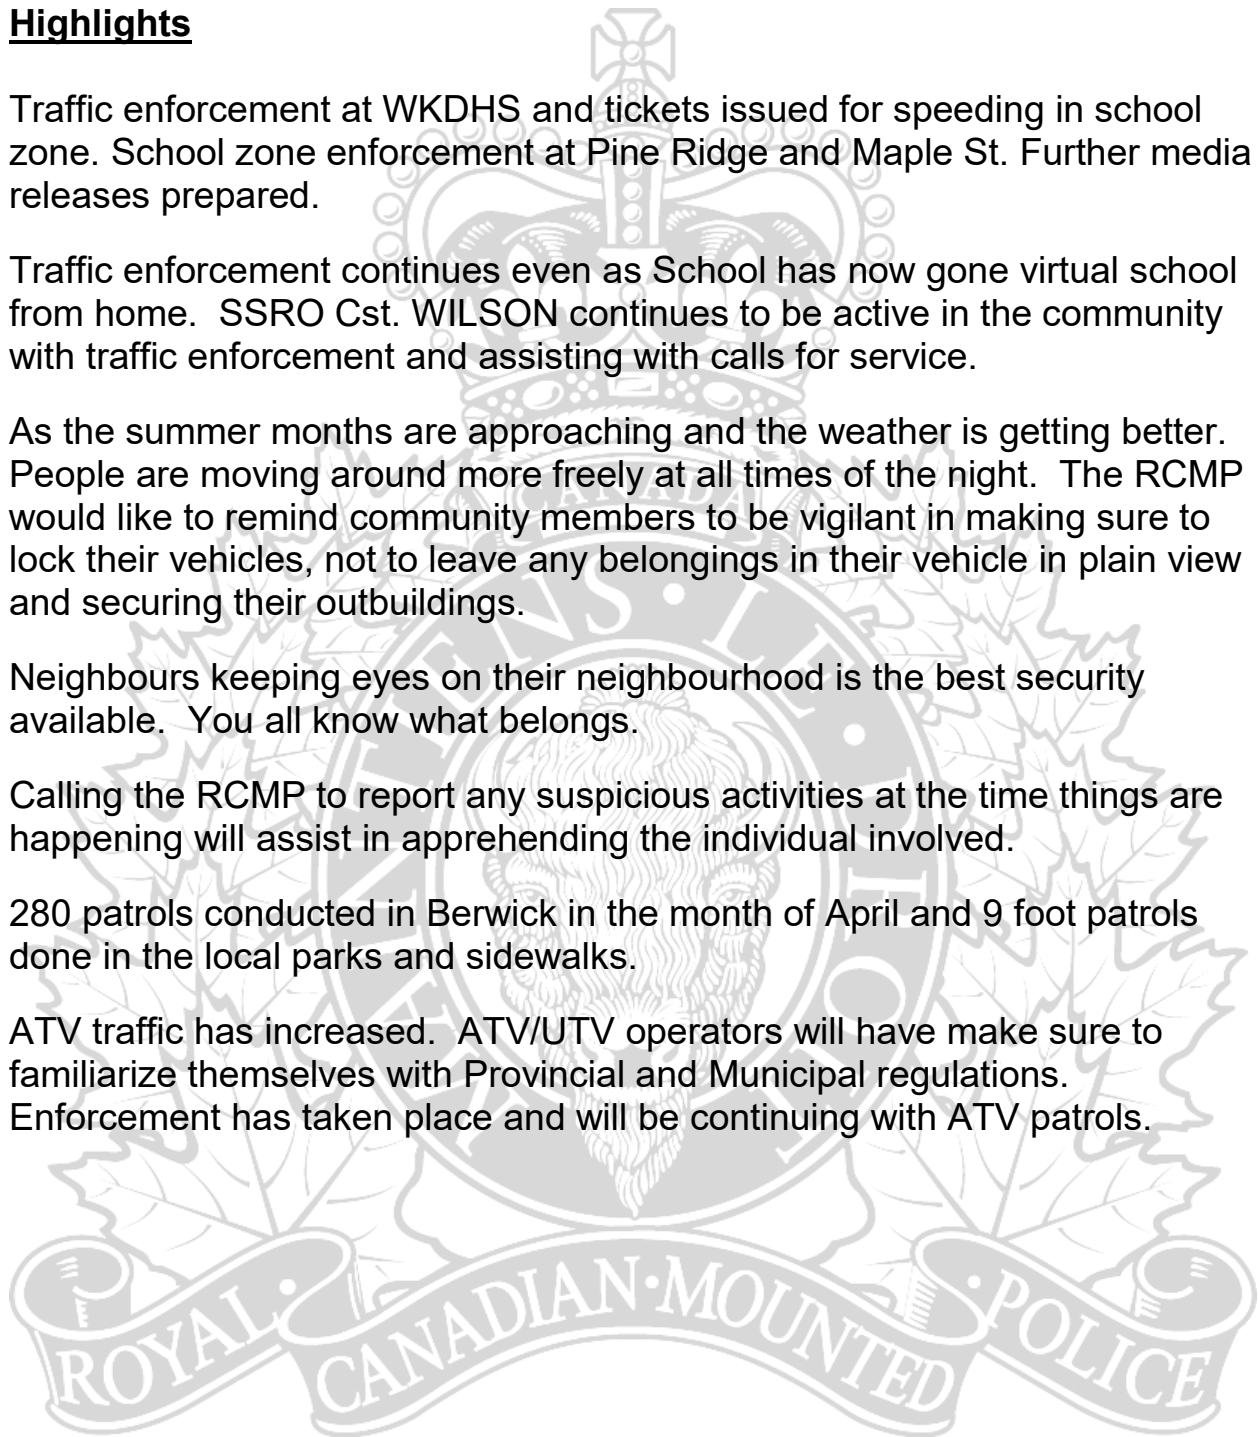 Highlights
Traffic enforcement at WKDHS and tickets issued for speeding in school
zone. School zone enforcement at Pine Ridge and Maple St. Further media
releases prepared.
Traffic enforcement continues even as School has now gone virtual school
from home.  SSRO Cst. WILSON continues to be active in the community
with traffic enforcement and assisting with calls for service.
As the summer months are approaching and the weather is getting better.
People are moving around more freely at all times of the night.  The RCMP
would like to remind community members to be vigilant in making sure to
lock their vehicles, not to leave any belongings in their vehicle in plain view
and securing their outbuildings.
Neighbours keeping eyes on their neighbourhood is the best security
available.  You all know what belongs.
Calling the RCMP to report any suspicious activities at the time things are
happening will assist in apprehending the individual involved.
280 patrols conducted in Berwick in the month of April and 9 foot patrols
done in the local parks and sidewalks.
ATV traffic has increased.  ATV/UTV operators will have make sure to
familiarize themselves with Provincial and Municipal regulations.
Enforcement has taken place and will be continuing with ATV patrols.
CANADA
MAINTIENS LE DROIT
ROYAL · CANADIAN · MOUNTED · POLICE